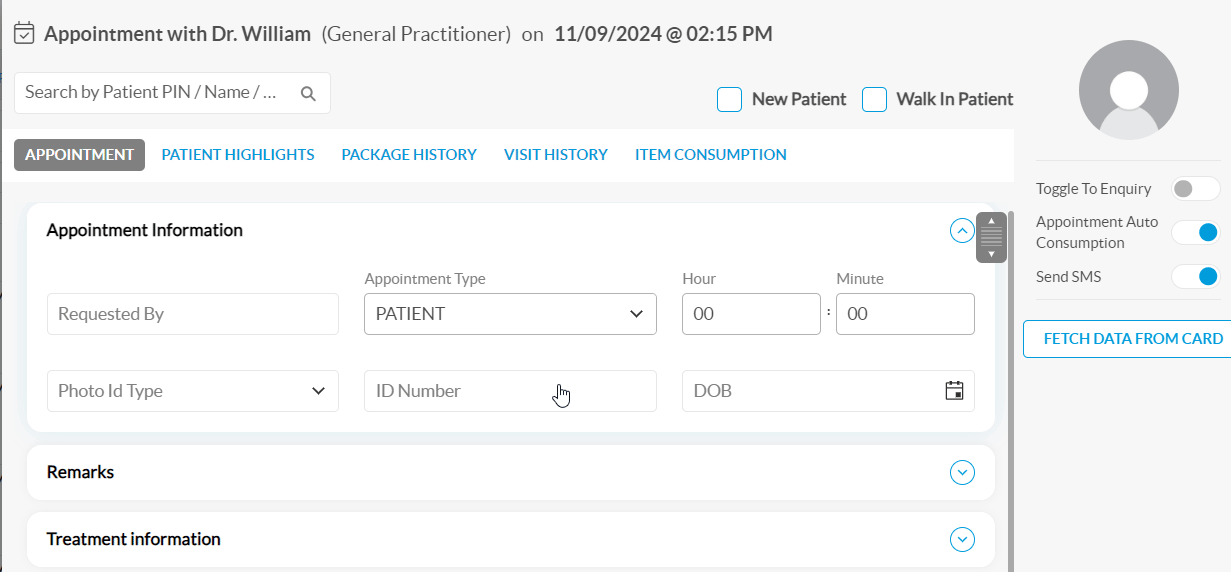 Appointment with Dr. William (General Practitioner) on 11/09/2024 @ 02:15 PM
Search by Patient PIN / Name / ...
New Patient Walk In Patient
APPOINTMENT PATIENT HIGHLIGHTS PACKAGE HISTORY VISIT HISTORY ITEM CONSUMPTION
Appointment Information
Appointment Type Hour Minute
Requested By PATIENT 00 : 00
Photo Id Type ID Number DOB
Remarks
Treatment information
Toggle To Enquiry
Appointment Auto
Consumption
Send SMS
FETCH DATA FROM CARD